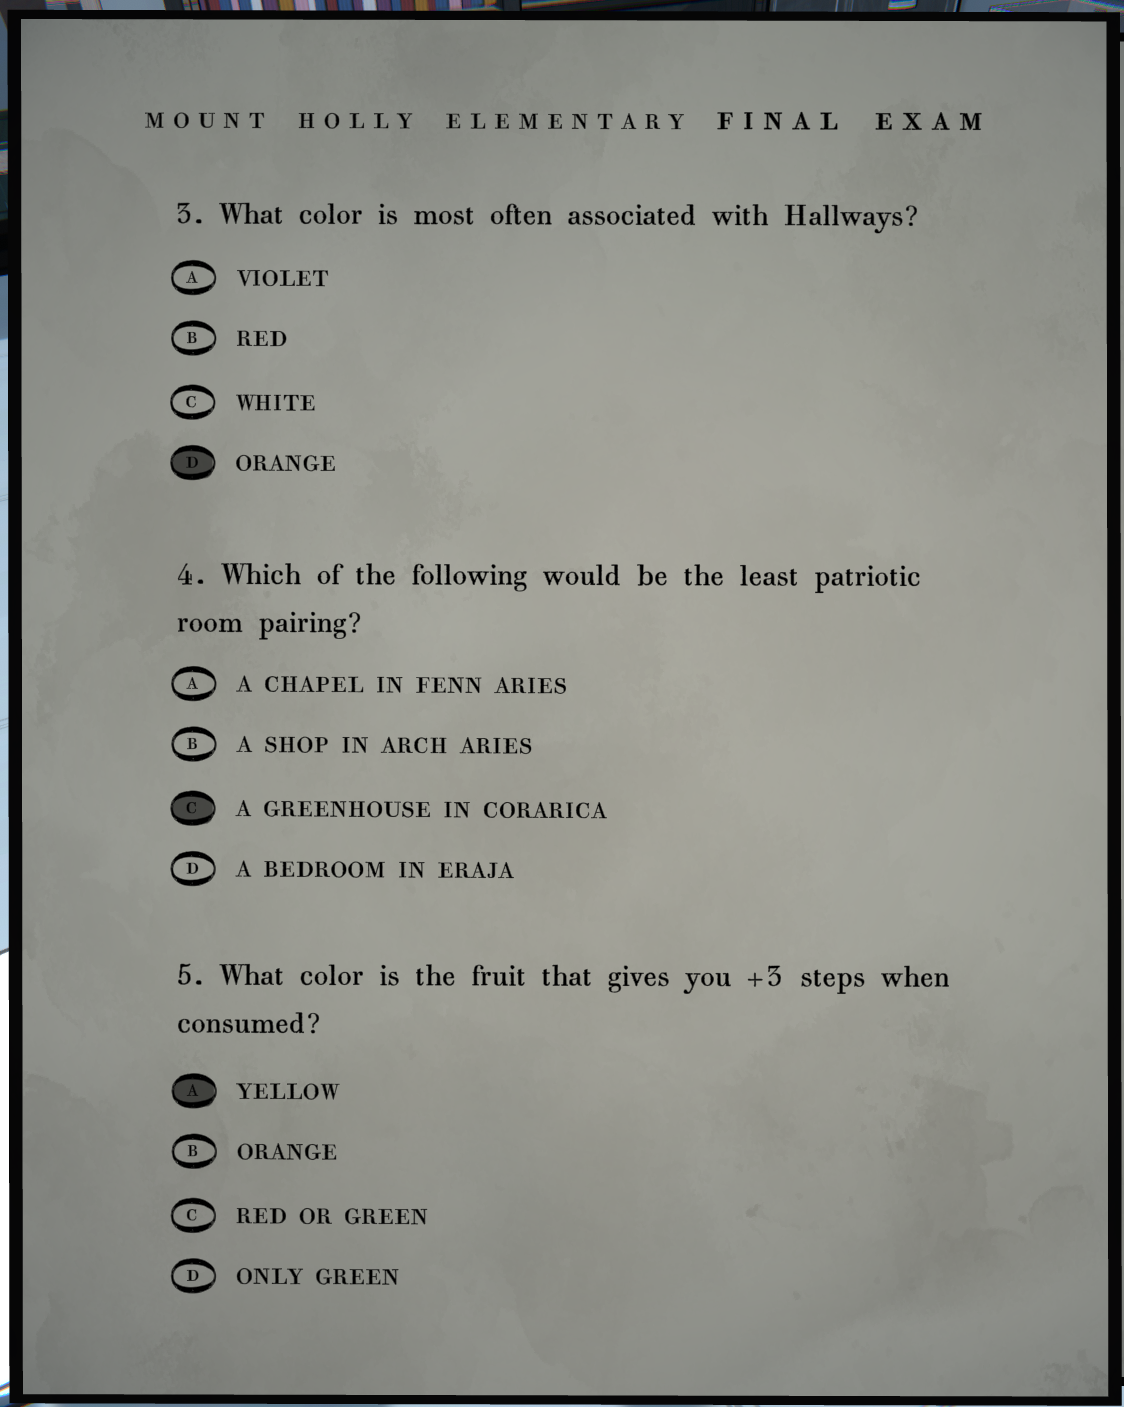 MOUNT HOLLY ELEMENTARY FINAL EXAM
3. What color is most often associated with Hallways?
A VIOLET
B RED
C WHITE
D ORANGE
4. Which of the following would be the least patriotic
room pairing?
A A CHAPEL IN FENN ARIES
B A SHOP IN ARCH ARIES
C A GREENHOUSE IN CORARICA
D A BEDROOM IN ERAJA
5. What color is the fruit that gives you +3 steps when
consumed?
A YELLOW
B ORANGE
C RED OR GREEN
D ONLY GREEN